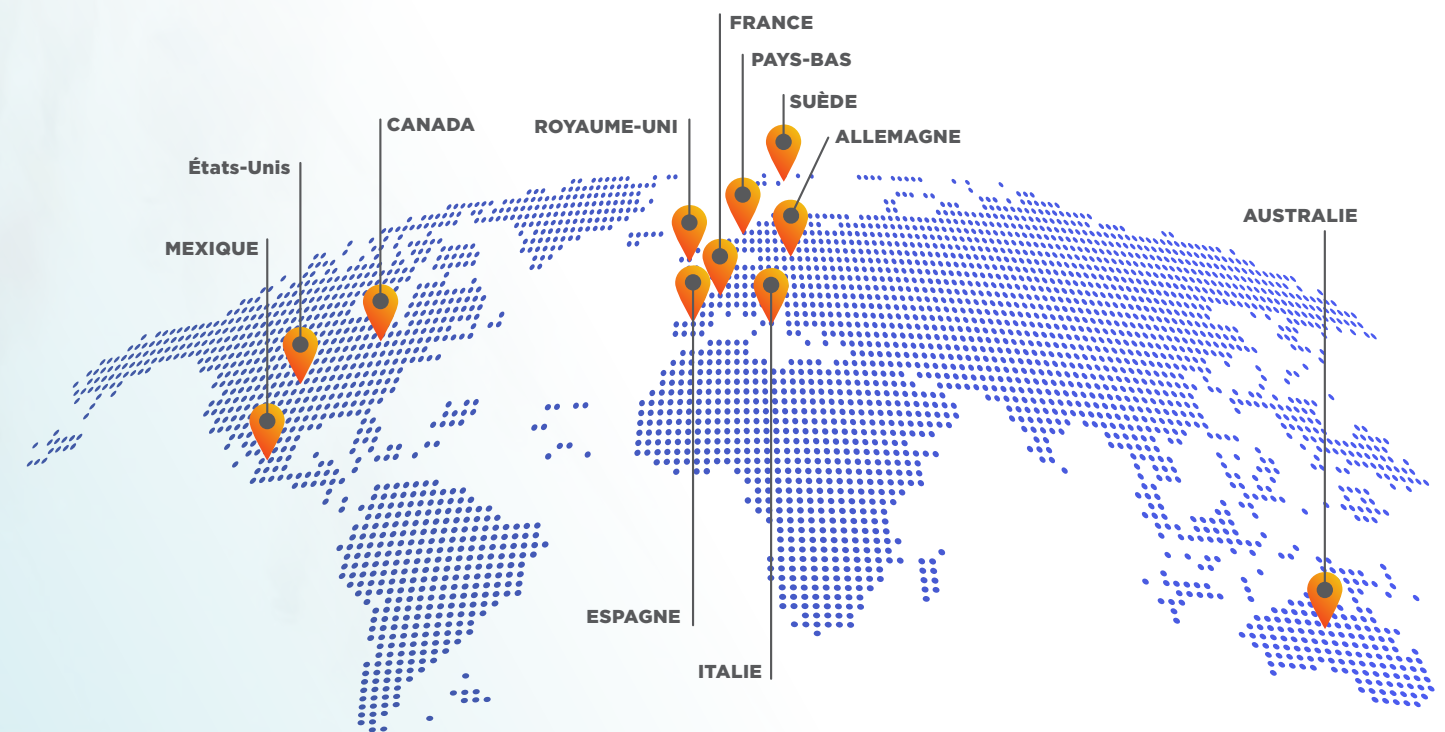 FRANCE
PAYS-BAS
SUÈDE
CANADA
ROYAUME-UNI
ALLEMAGNE
États-Unis
AUSTRALIE
MEXIQUE
ESPAGNE
ITALIE